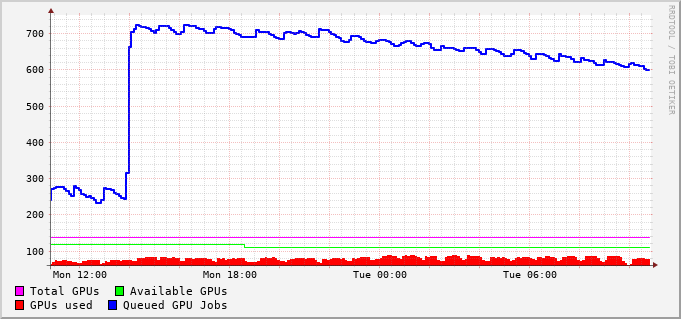 RRDTOOL / TOBI OETIKER
700
600
500
400
300
200
100
Mon 12:00 Mon 18:00 Tue 00:00 Tue 06:00
Total GPUs Available GPUs
GPUs used Queued GPU Jobs